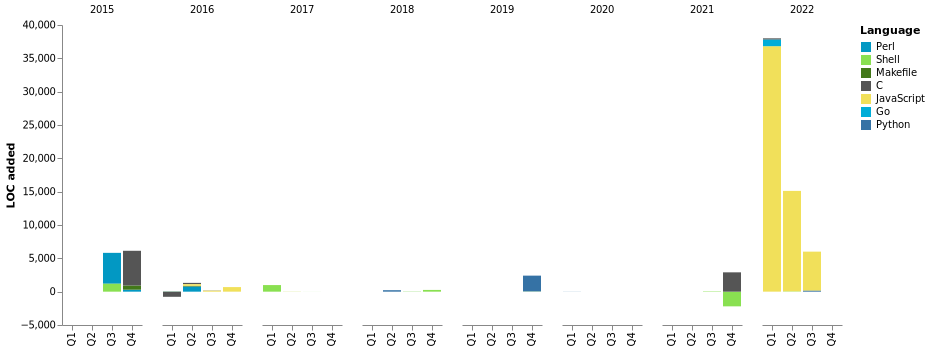 2015 2016 2017 2018 2019 2020 2021 2022
Language
Perl
Shell
Makefile
C
JavaScript
Go
Python
LOC added
40,000
35,000
30,000
25,000
20,000
15,000
10,000
5,000
0
−5,000
Q1 Q2 Q3 Q4 Q1 Q2 Q3 Q4 Q1 Q2 Q3 Q4 Q1 Q2 Q3 Q4 Q1 Q2 Q3 Q4 Q1 Q2 Q3 Q4 Q1 Q2 Q3 Q4 Q1 Q2 Q3 Q4